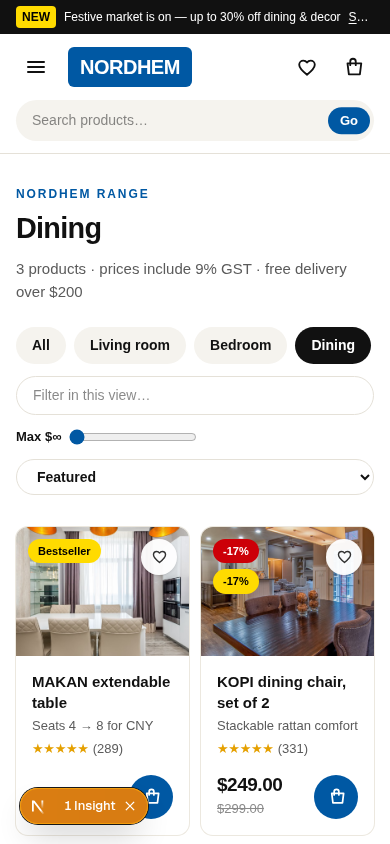 NEW Festive market is on — up to 30% off dining & decor S…
NORDHEM
Search products… Go
NORDHEM RANGE
Dining
3 products · prices include 9% GST · free delivery
over $200
All Living room Bedroom Dining
Filter in this view…
Max $∞
Featured
Bestseller
MAKAN extendable
table
Seats 4 → 8 for CNY
★★★★★ (289)
-17%
-17%
KOPI dining chair,
set of 2
Stackable rattan comfort
★★★★★ (331)
$249.00
$299.00
N 1 Insight